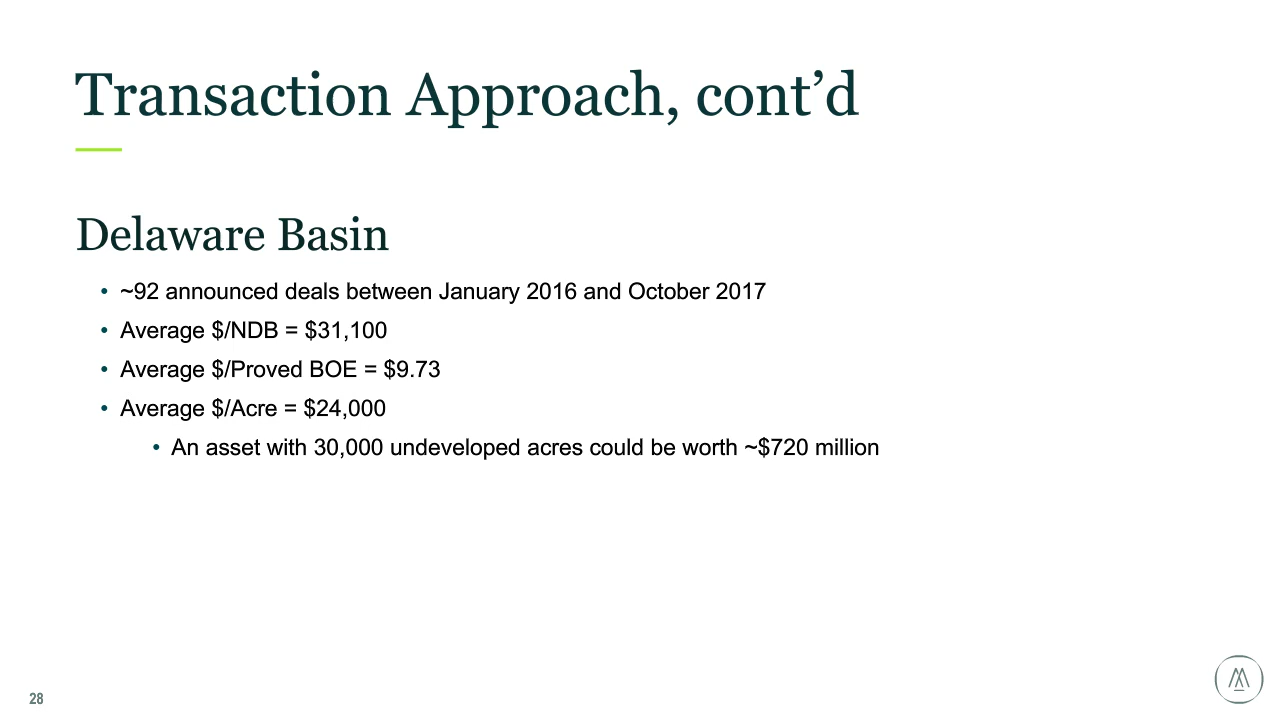 Transaction Approach, cont’d
Delaware Basin
• ~92 announced deals between January 2016 and October 2017
• Average $/NDB = $31,100
• Average $/Proved BOE = $9.73
• Average $/Acre = $24,000
• An asset with 30,000 undeveloped acres could be worth ~$720 million
28